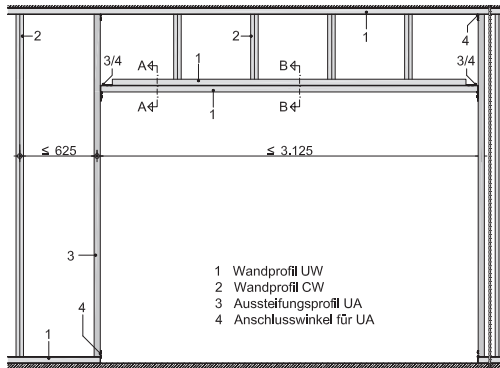 2
A
2
B
1
4
3/4
1
3/4
A
1
B
≤ 625
≤ 3.125
3
1 Wandprofil UW
2 Wandprofil CW
3 Aussteifungsprofil UA
4 Anschlusswinkel für UA
4
1